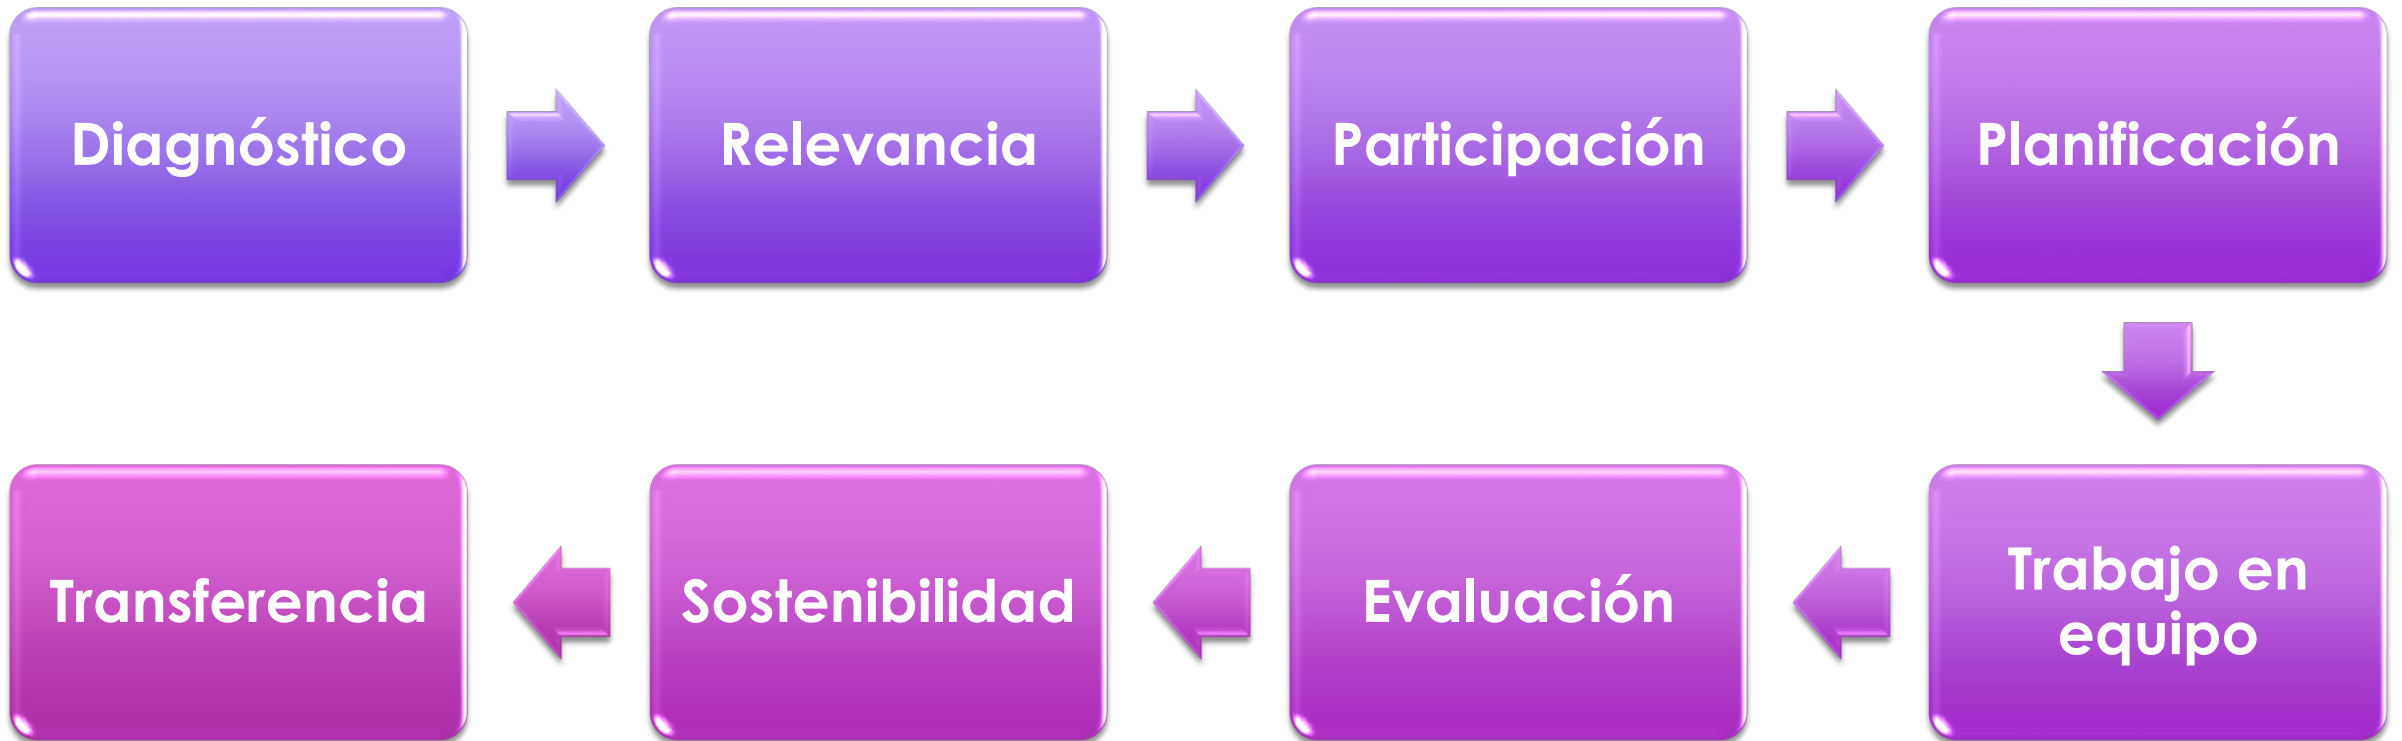 Diagnóstico
Relevancia
Participación
Planificación
Trabajo en
equipo
Evaluación
Sostenibilidad
Transferencia